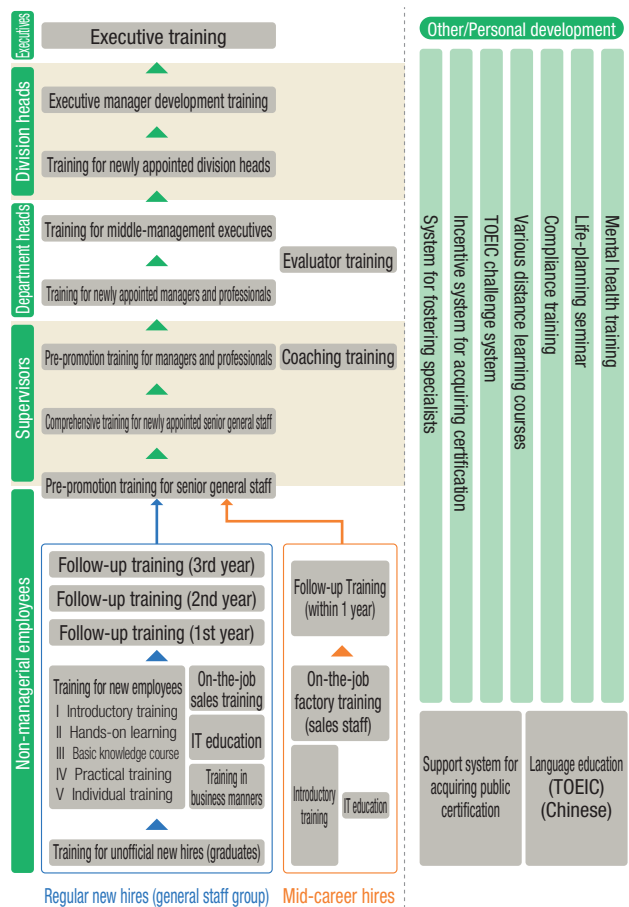 Executives
Executive training
Division heads
Executive manager development training
Training for newly appointed division heads
Department heads
Training for middle-management executives
Evaluator training
Training for newly appointed managers and professionals
Supervisors
Pre-promotion training for managers and professionals
Coaching training
Comprehensive training for newly appointed senior general staff
Pre-promotion training for senior general staff
Non-managerial employees
Follow-up training (3rd year)
Follow-up training (2nd year)
Follow-up training (1st year)
Training for new employees
I Introductory training
II Hands-on learning
III Basic knowledge course
IV Practical training
V Individual training
On-the-job
sales training
IT education
Training in
business manners
Training for unofficial new hires (graduates)
Regular new hires (general staff group)
Follow-up Training
(within 1 year)
On-the-job
factory training
(sales staff)
Introductory
training
IT education
Mid-career hires
Other/Personal development
System for fostering specialists
Incentive system for acquiring certification
TOEIC challenge system
Various distance learning courses
Compliance training
Life-planning seminar
Mental health training
Support system for
acquiring public
certification
Language education
(TOEIC)
(Chinese)